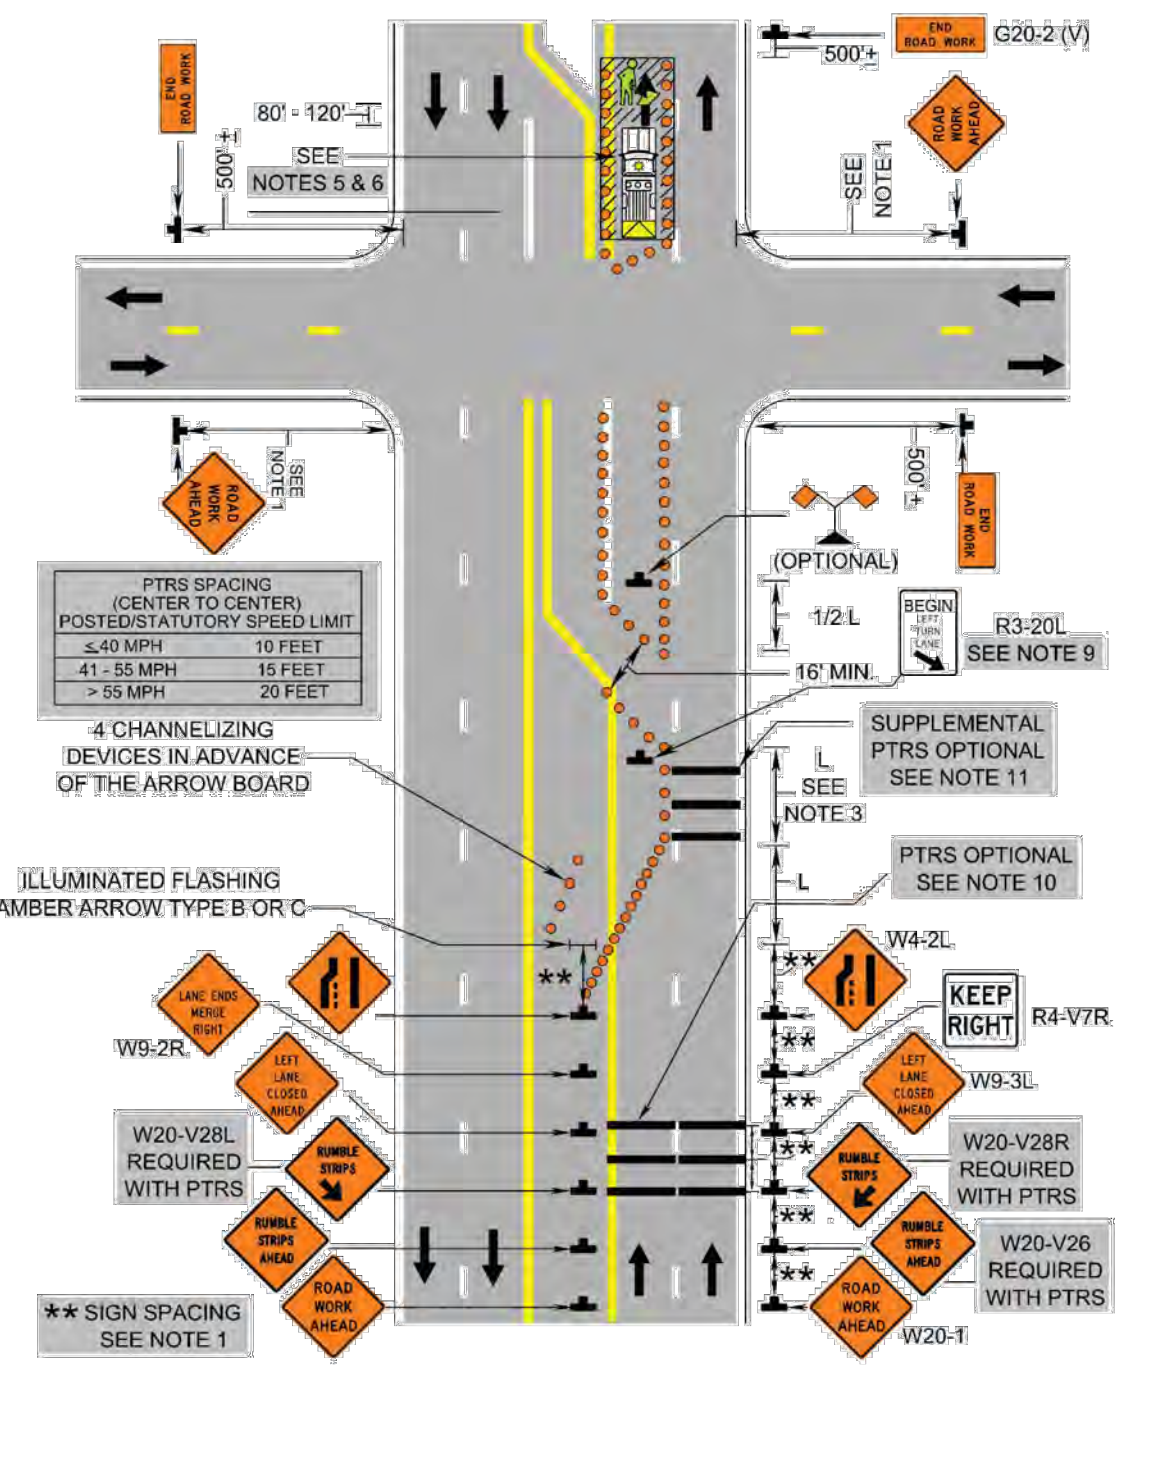 END
ROAD WORK
G20-2 (V)
500'±
END
ROAD WORK
80' - 120'
500'±
SEE
NOTES 5 & 6
ROAD
WORK
AHEAD
SEE
NOTE 1
SEE
NOTE 1
ROAD
WORK
AHEAD
500'±
END
ROAD WORK
(OPTIONAL)
PTRS SPACING
(CENTER TO CENTER)
POSTED/STATUTORY SPEED LIMIT
≤40 MPH 10 FEET
41 - 55 MPH 15 FEET
> 55 MPH 20 FEET
1/2 L
BEGIN
LEFT
TURN
LANE
R3-20L
SEE NOTE 9
16' MIN.
4 CHANNELIZING
DEVICES IN ADVANCE
OF THE ARROW BOARD
SUPPLEMENTAL
PTRS OPTIONAL
SEE NOTE 11
L
SEE
NOTE 3
PTRS OPTIONAL
SEE NOTE 10
L
ILLUMINATED FLASHING
AMBER ARROW TYPE B OR C
**
**
W4-2L
LANE ENDS
MERGE
RIGHT
W9-2R
KEEP
RIGHT
R4-V7R
**
LEFT
LANE
CLOSED
AHEAD
**
LEFT
LANE
CLOSED
AHEAD
W9-3L
W20-V28L
REQUIRED
WITH PTRS
RUMBLE
STRIPS
**
RUMBLE
STRIPS
W20-V28R
REQUIRED
WITH PTRS
RUMBLE
STRIPS
AHEAD
**
RUMBLE
STRIPS
AHEAD
W20-V26
REQUIRED
WITH PTRS
** SIGN SPACING
SEE NOTE 1
ROAD
WORK
AHEAD
**
ROAD
WORK
AHEAD
W20-1